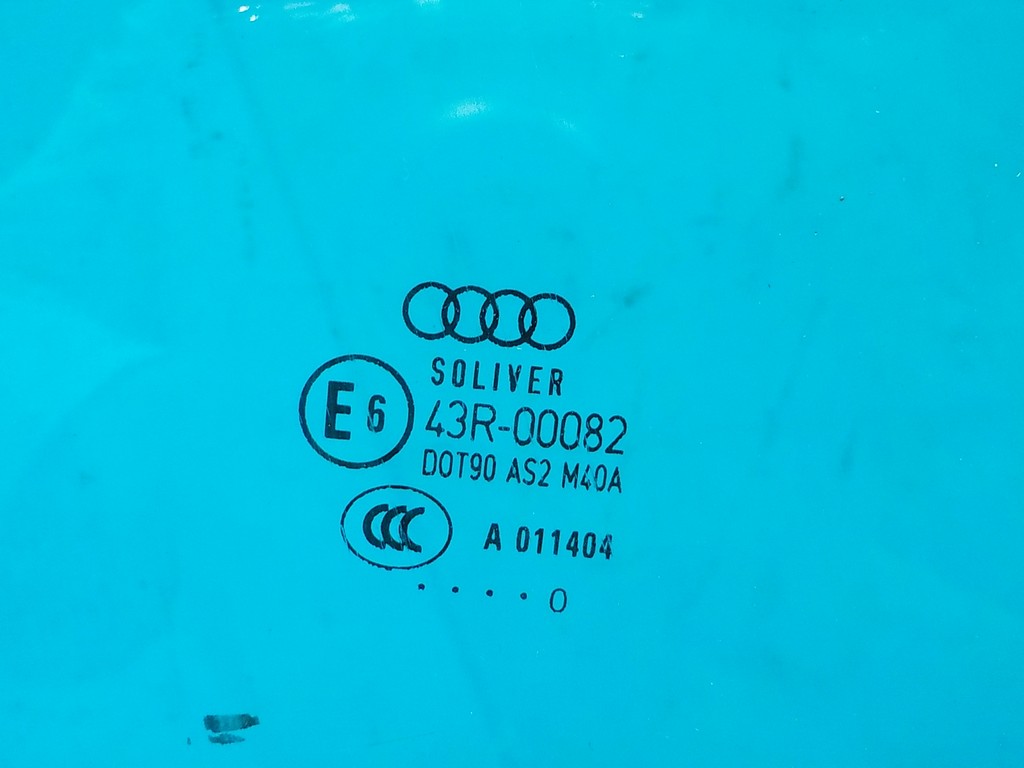 SOLIVER
E6 43R-00082
DOT90 AS2 M40A
CCC A 011404
. . . . 0